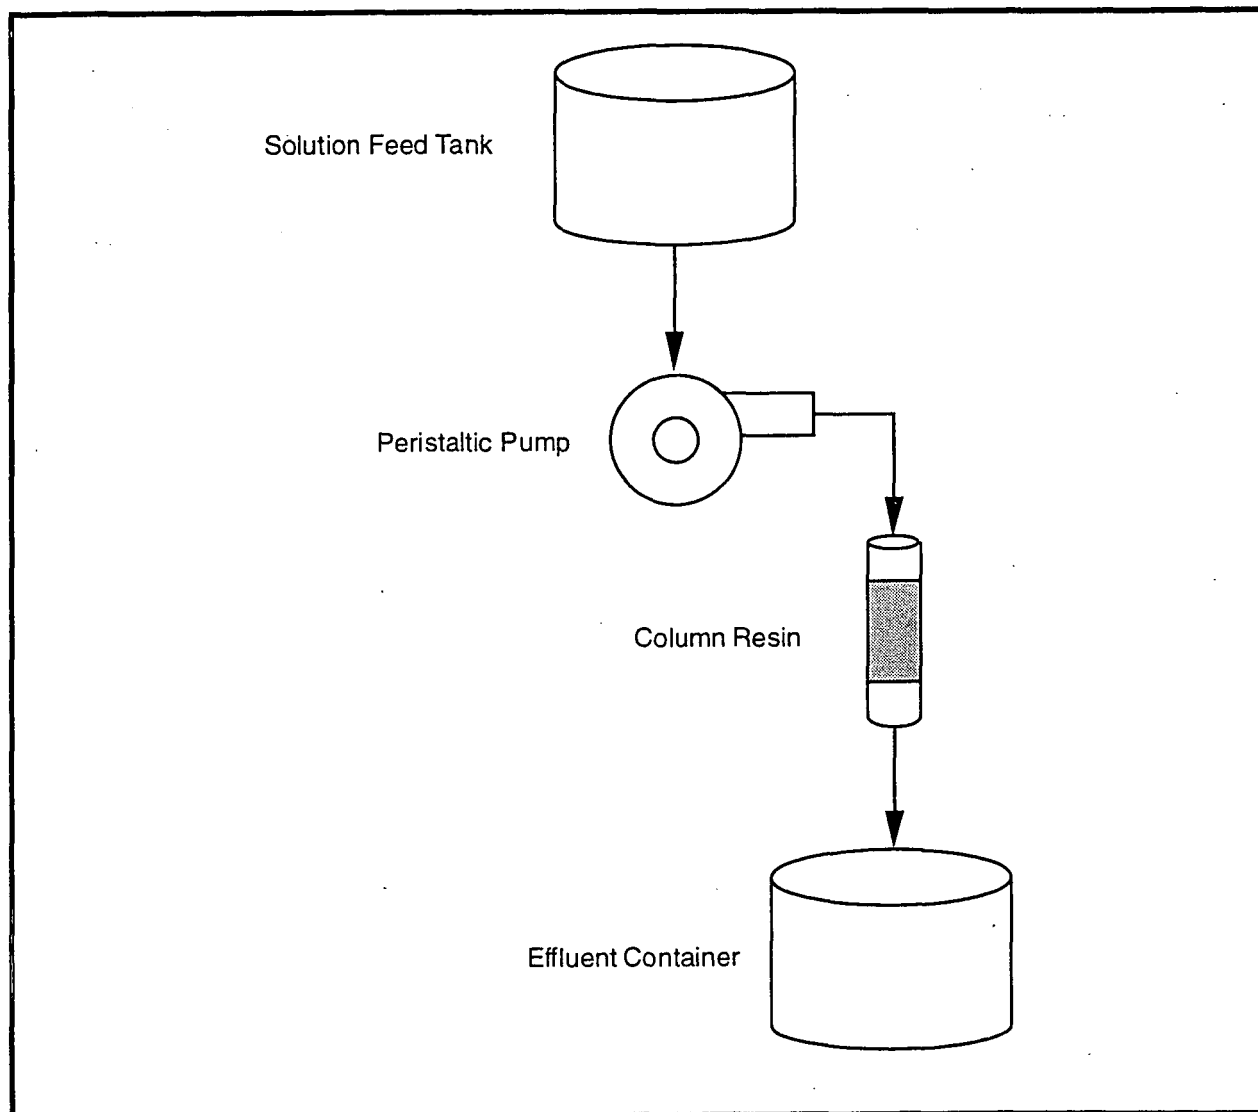 Solution Feed Tank
Peristaltic Pump
Column Resin
Effluent Container